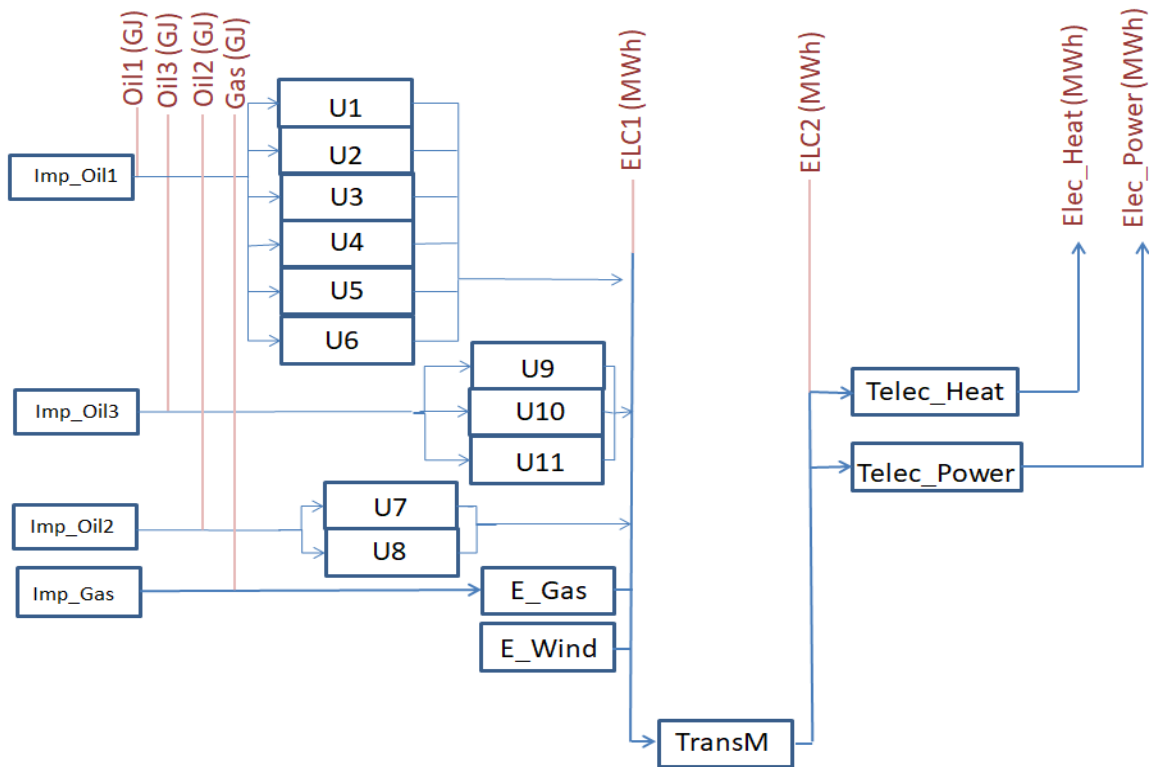 Oil1 (GJ)
Oil3 (GJ)
Oil2 (GJ)
Gas (GJ)
ELC1 (MWh)
ELC2 (MWh)
Elec_Heat (MWh)
Elec_Power (MWh)
Imp_Oil1
U1
U2
U3
U4
U5
U6
Imp_Oil3
U9
U10
U11
Telec_Heat
Telec_Power
Imp_Oil2
U7
U8
Imp_Gas
E_Gas
E_Wind
TransM